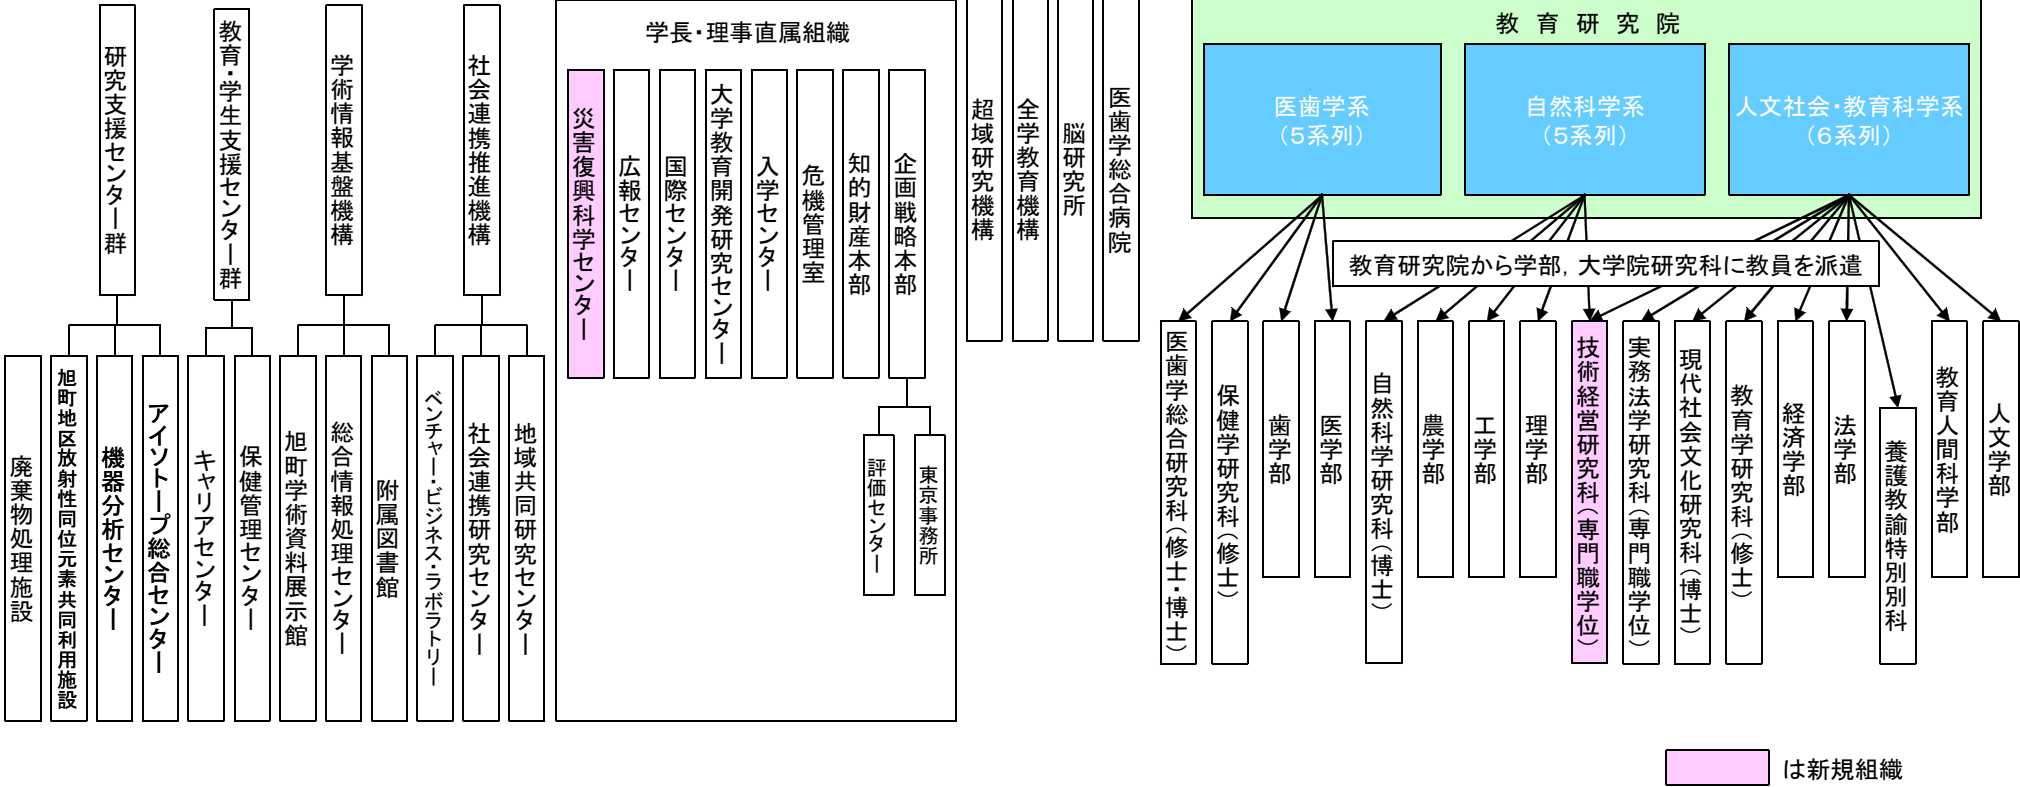 研究支援センター群
教育・学生支援センター群
学術情報基盤機構
社会連携推進機構
廃棄物処理施設
旭町地区放射性同位元素共同利用施設
機器分析センター
アイソトープ総合センター
キャリアセンター
保健管理センター
旭町学術資料展示館
総合情報処理センター
附属図書館
ベンチャー・ビジネス・ラボラトリー
社会連携研究センター
地域共同研究センター
学長・理事直属組織
災害復興科学センター
広報センター
国際センター
大学教育開発研究センター
入学センター
危機管理室
知的財産本部
企画戦略本部
評価センター
東京事務所
超域研究機構
全学教育機構
脳研究所
医歯学総合病院
教育研究院
医歯学系
（５系列）
自然科学系
（５系列）
人文社会・教育科学系
（６系列）
教育研究院から学部，大学院研究科に教員を派遣
医歯学総合研究科（修士・博士）
保健学研究科（修士）
歯学部
医学部
自然科学研究科（博士）
農学部
工学部
理学部
技術経営研究科（専門職学位）
実務法学研究科（専門職学位）
現代社会文化研究科（博士）
教育学研究科（修士）
経済学部
法学部
養護教諭特別別科
教育人間科学部
人文学部
は新規組織